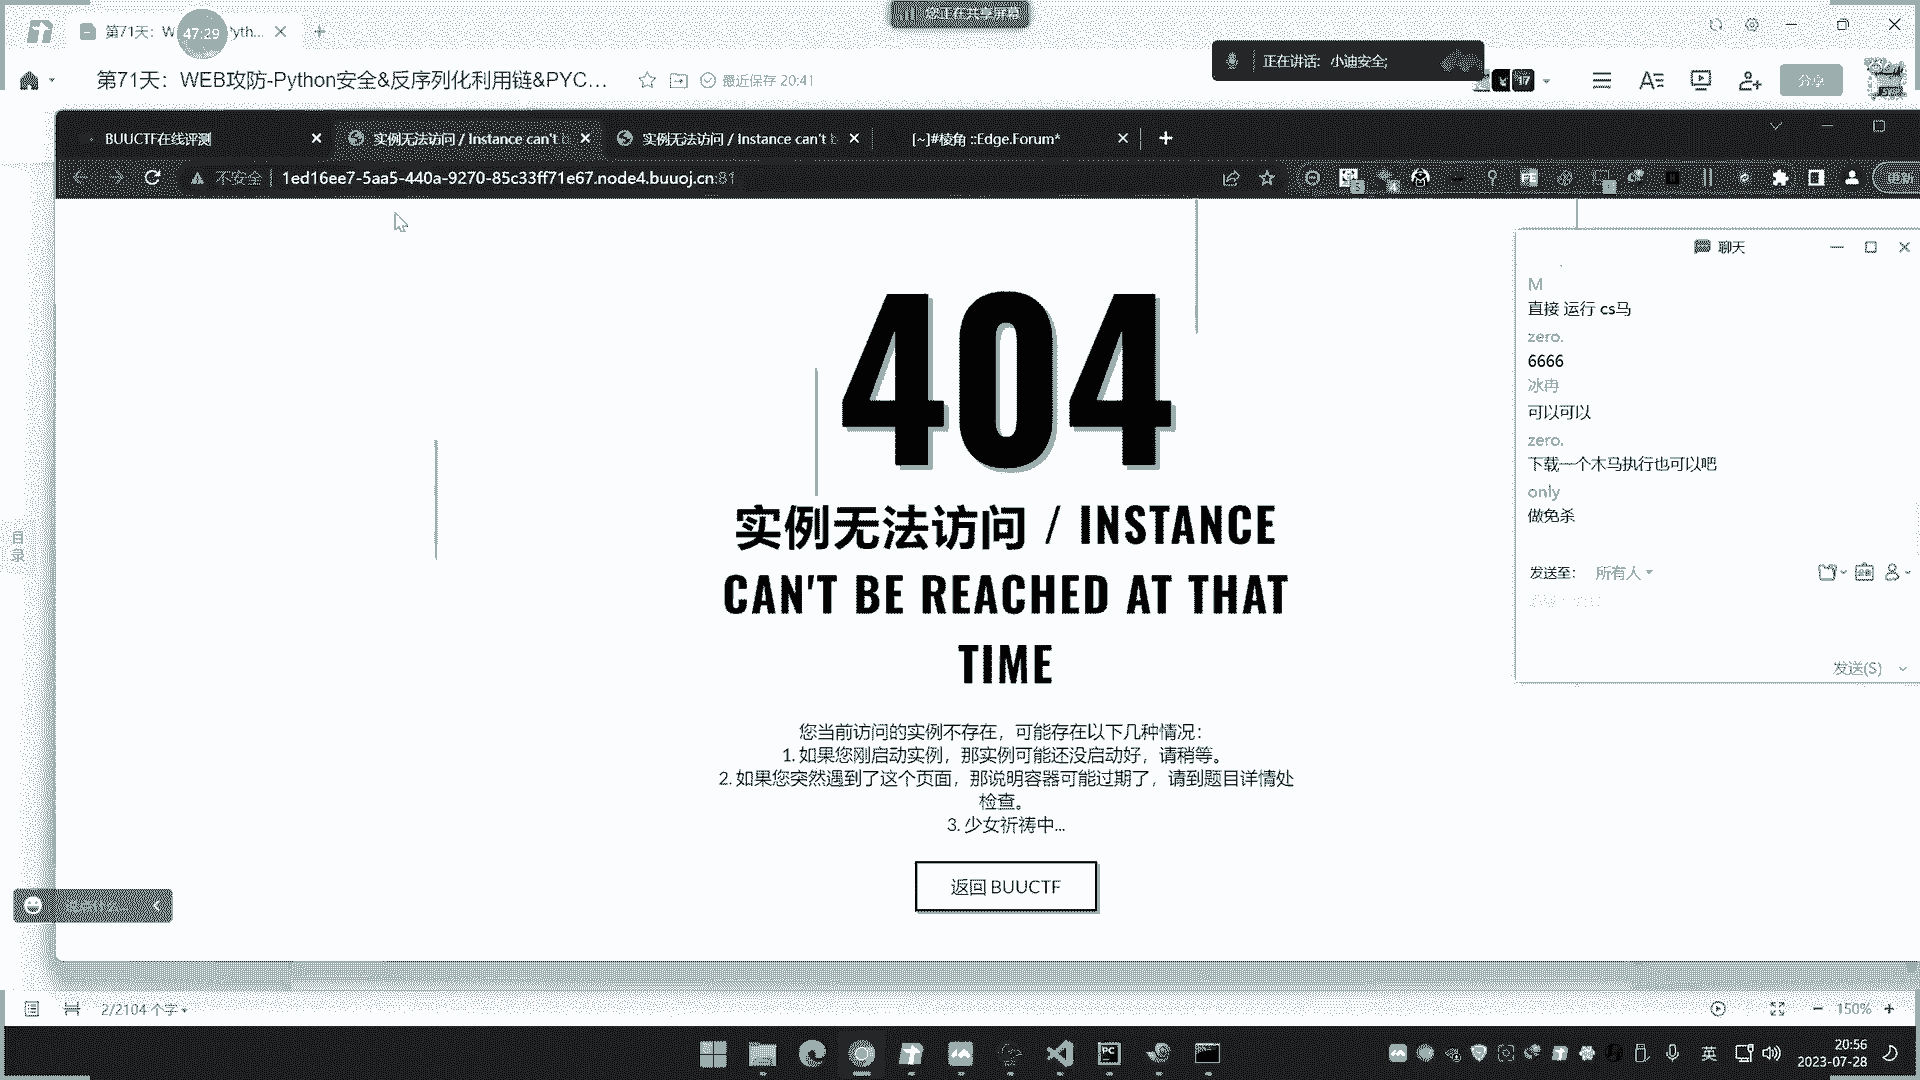 您正在共享屏幕
第71天：W
47:29
yth...
正在讲话: 小迪安全;
第71天：WEB攻防-Python安全&反序列化利用链&PYC...
最近保存 20:41
17
分享
BUUCTF在线评测
实例无法访问 / Instance can't b
实例无法访问 / Instance can't b
[~]#棱角 ::Edge.Forum*
不安全
1ed16ee7-5aa5-440a-9270-85c33ff71e67.node4.buuoj.cn:81
更新
聊天
M
直接 运行 cs马
zero.
6666
冰冉
可以可以
zero.
下载一个木马执行也可以吧
only
做免杀
发送至:
所有人
发送(S)
目录
404
实例无法访问 / INSTANCE
CAN'T BE REACHED AT THAT
TIME
您当前访问的实例不存在，可能存在以下几种情况：
1. 如果您刚启动实例，那实例可能还没启动好，请稍等。
2. 如果您突然遇到了这个页面，那说明容器可能过期了，请到题目详情处
检查。
3. 少女祈祷中...
返回 BUUCTF
2/2104 个字
150%
英
20:56
2023-07-28